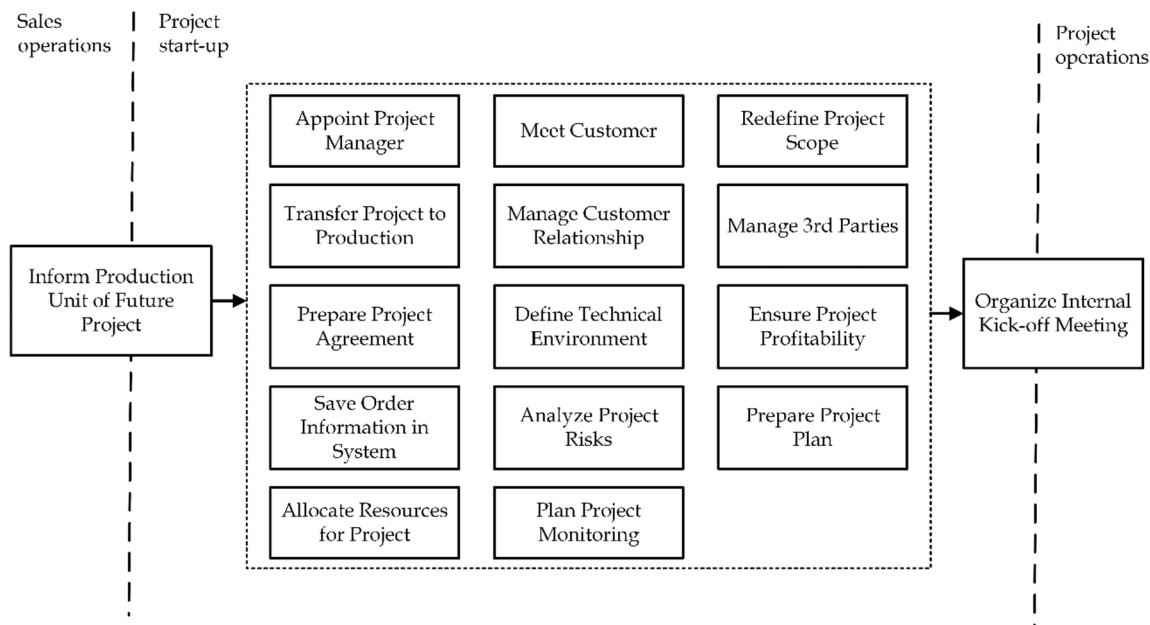 Sales
operations
Project
start-up
Project
operations
Appoint Project
Manager
Meet Customer
Redefine Project
Scope
Transfer Project to
Production
Manage Customer
Relationship
Manage 3rd Parties
Inform Production
Unit of Future
Project
Prepare Project
Agreement
Define Technical
Environment
Ensure Project
Profitability
Organize Internal
Kick-off Meeting
Save Order
Information in
System
Analyze Project
Risks
Prepare Project
Plan
Allocate Resources
for Project
Plan Project
Monitoring